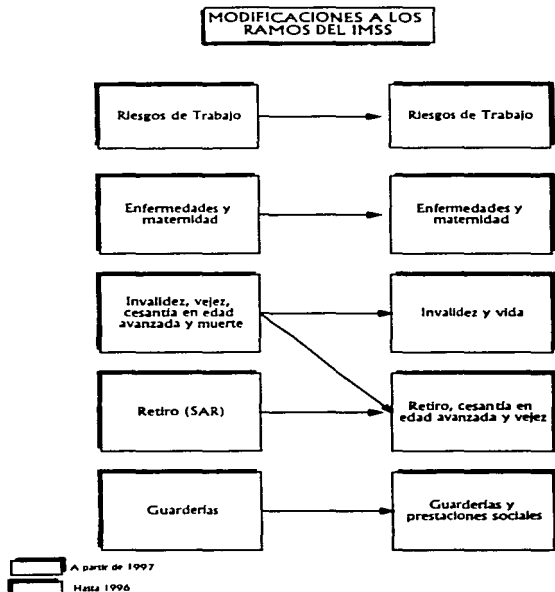 MODIFICACIONES A LOS
RAMOS DEL IMSS
Riesgos de Trabajo
Riesgos de Trabajo
Enfermedades y
maternidad
Enfermedades y
maternidad
Invalidez, vejez,
cesantía en edad
avanzada y muerte
Invalidez y vida
Retiro (SAR)
Retiro, cesantía en
edad avanzada y vejez
Guarderías
Guarderías y
prestaciones sociales
A partir de 1997
Hasta 1996